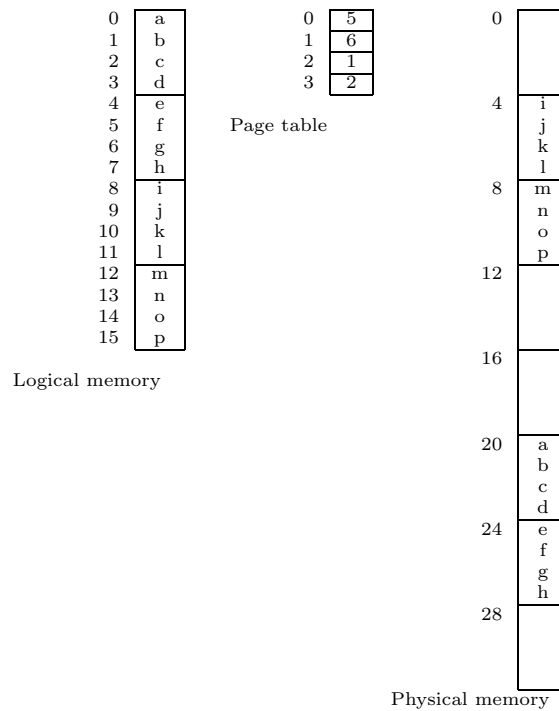 0 a
1 b
2 c
3 d
4 e
5 f
6 g
7 h
8 i
9 j
10 k
11 l
12 m
13 n
14 o
15 p
Logical memory
0 5
1 6
2 1
3 2
Page table
0
4 i
j
k
l
8 m
n
o
p
12
16
20 a
b
c
d
24 e
f
g
h
28
Physical memory